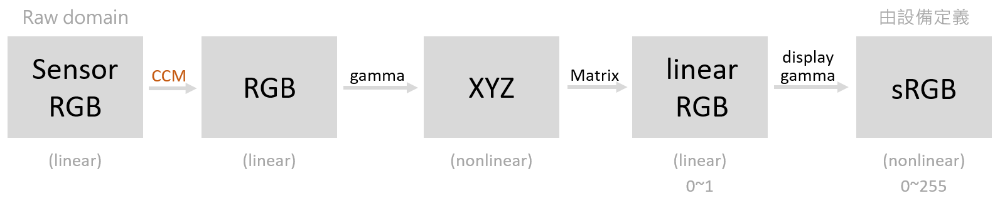 Raw domain
由設備定義
Sensor
RGB
CCM
RGB
gamma
XYZ
Matrix
linear
RGB
display
gamma
sRGB
(linear)
(linear)
(nonlinear)
(linear)
(nonlinear)
0~1
0~255